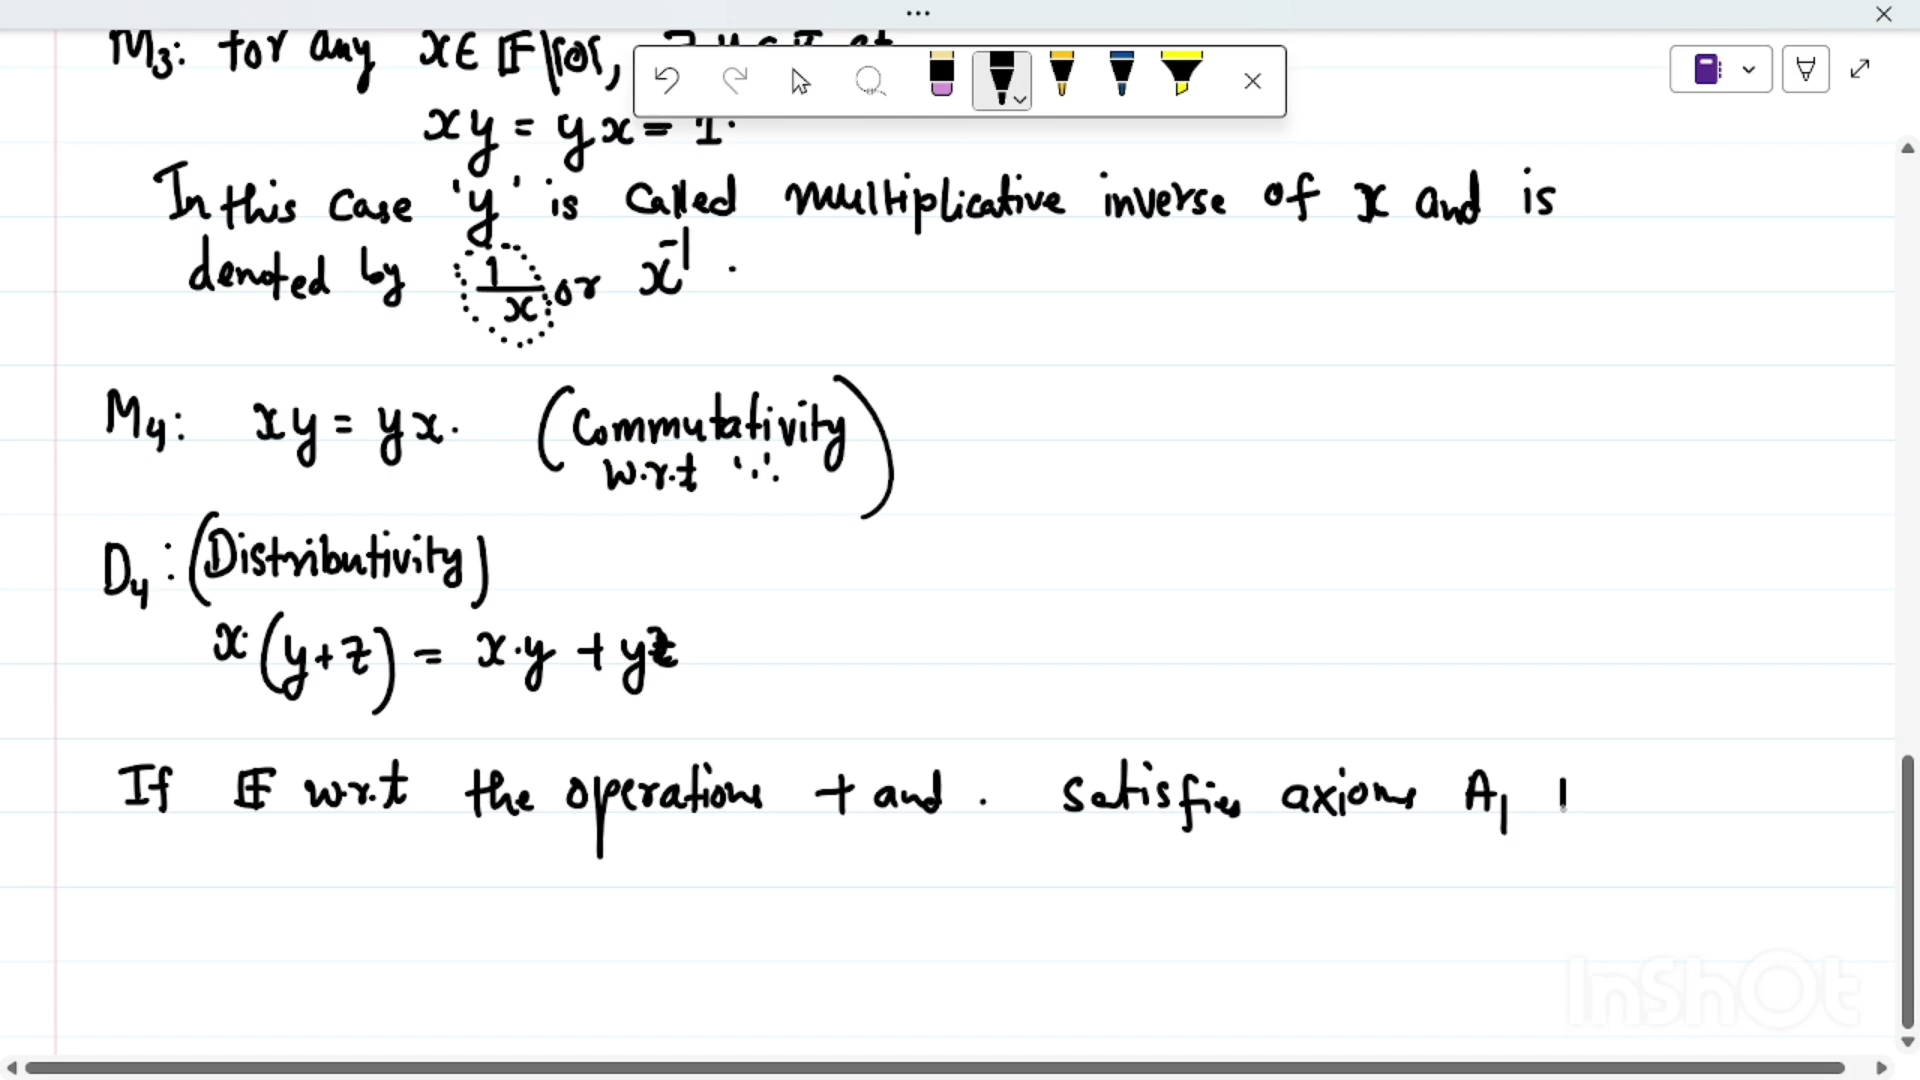 M₃: for any x ∈ 𝔽\{0},
xy = yx = 1.
In this case 'y' is called multiplicative inverse of x and is
denoted by 1/x or x⁻¹.
M₄: xy = yx. (Commutativity
w.r.t '.')
D₄: (Distributivity)
x·(y+z) = x·y + yz
If 𝔽 w.r.t the operations + and . satisfies axioms A₁
InShOt